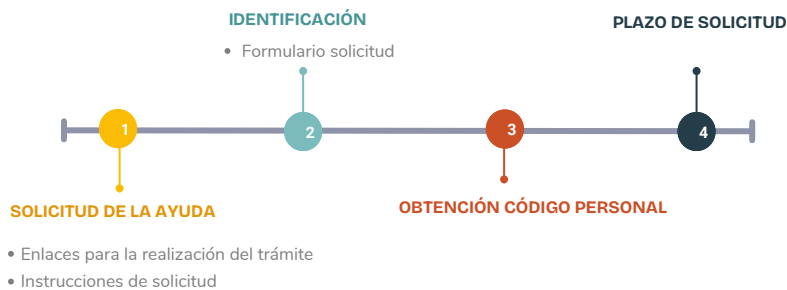 IDENTIFICACIÓN
• Formulario solicitud
PLAZO DE SOLICITUD
1
2
3
4
SOLICITUD DE LA AYUDA
• Enlaces para la realización del trámite
• Instrucciones de solicitud
OBTENCIÓN CÓDIGO PERSONAL